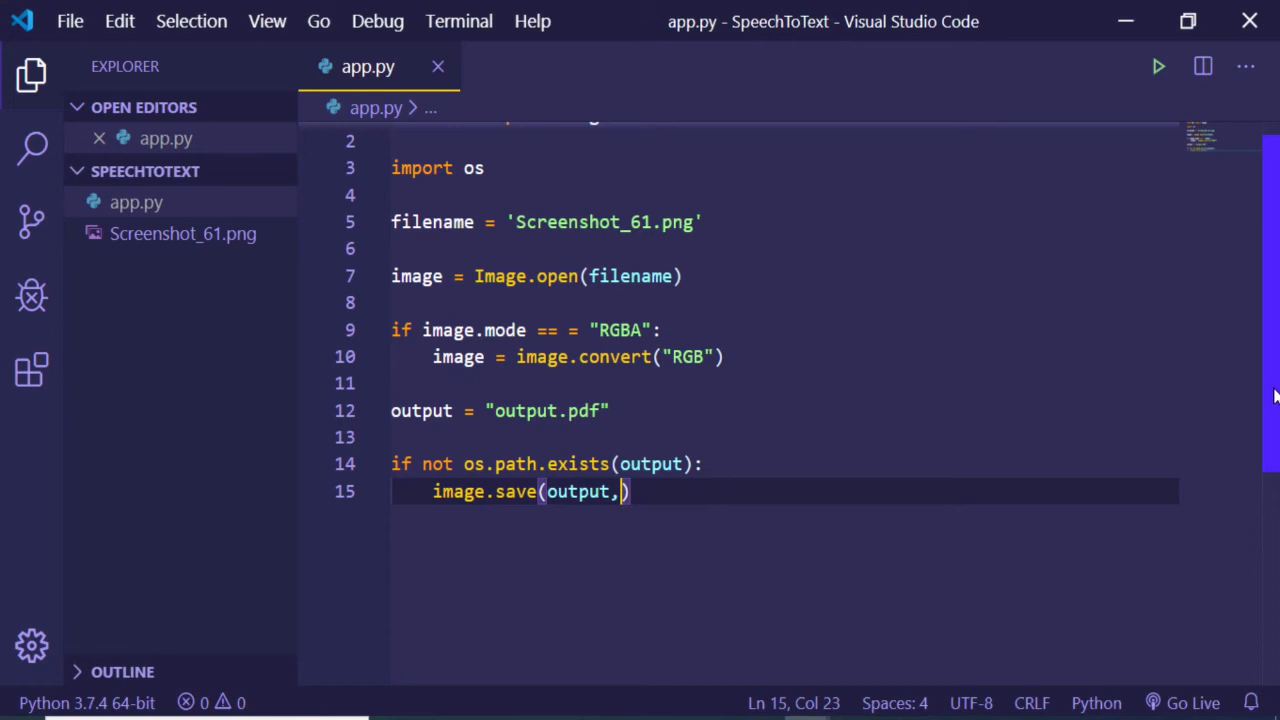 File Edit Selection View Go Debug Terminal Help app.py - SpeechToText - Visual Studio Code
EXPLORER
OPEN EDITORS
app.py
SPEECHTOTEXT
app.py
Screenshot_61.png
OUTLINE
app.py
app.py > ...
2
3 import os
4
5 filename = 'Screenshot_61.png'
6
7 image = Image.open(filename)
8
9 if image.mode == = "RGBA":
10 image = image.convert("RGB")
11
12 output = "output.pdf"
13
14 if not os.path.exists(output):
15 image.save(output,)
Python 3.7.4 64-bit 0 0 Ln 15, Col 23 Spaces: 4 UTF-8 CRLF Python Go Live